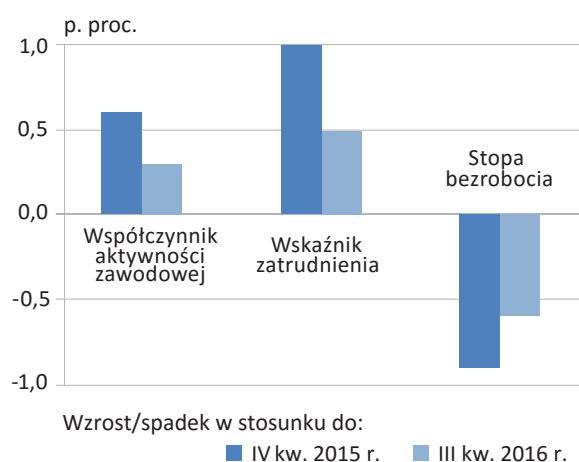 p. proc.
1,0
0,5
Stopa
bezrobocia
0,0
Współczynnik
aktywności
zawodowej
Wskaźnik
zatrudnienia
-0,5
-1,0
Wzrost/spadek w stosunku do:
IV kw. 2015 r. III kw. 2016 r.